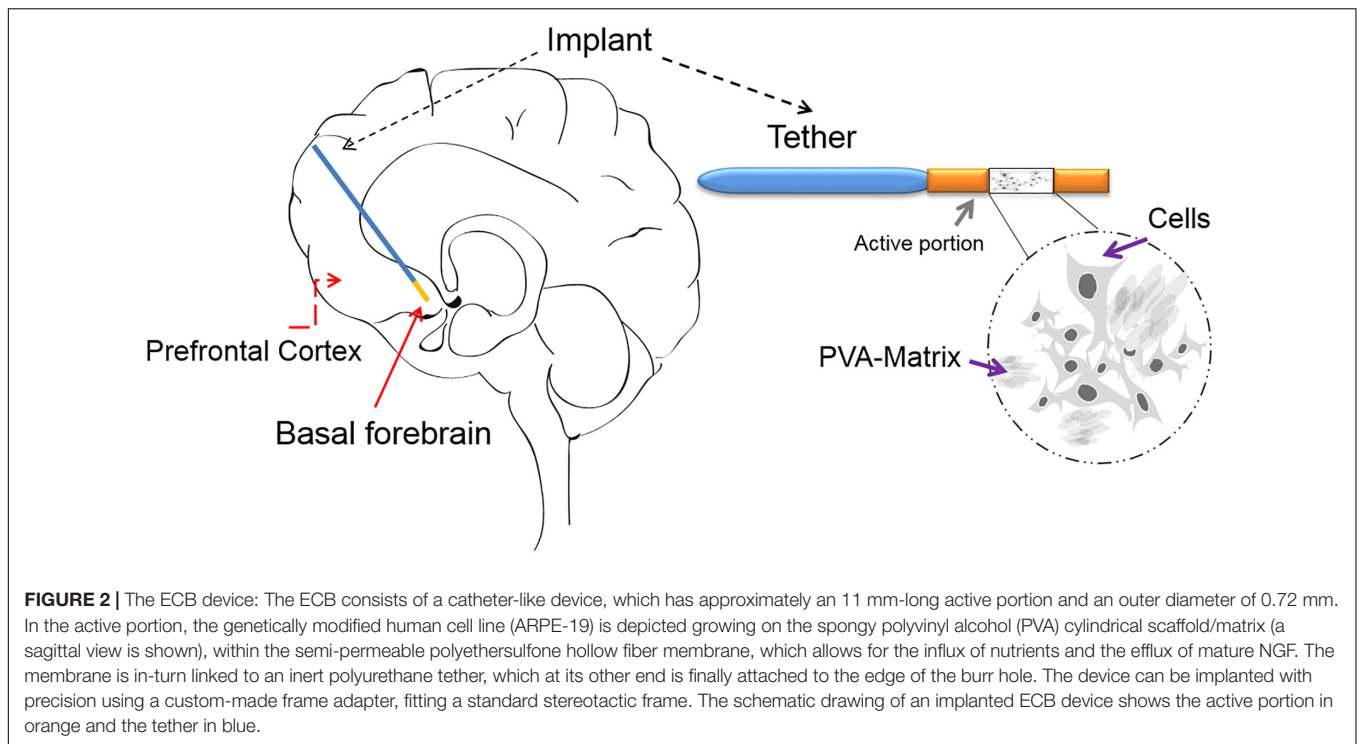 Implant
Tether
Cells
Active portion
PVA-Matrix
Prefrontal Cortex
Basal forebrain
FIGURE 2 | The ECB device: The ECB consists of a catheter-like device, which has approximately an 11 mm-long active portion and an outer diameter of 0.72 mm.
In the active portion, the genetically modified human cell line (ARPE-19) is depicted growing on the spongy polyvinyl alcohol (PVA) cylindrical scaffold/matrix (a
sagittal view is shown), within the semi-permeable polyethersulfone hollow fiber membrane, which allows for the influx of nutrients and the efflux of mature NGF. The
membrane is in-turn linked to an inert polyurethane tether, which at its other end is finally attached to the edge of the burr hole. The device can be implanted with
precision using a custom-made frame adapter, fitting a standard stereotactic frame. The schematic drawing of an implanted ECB device shows the active portion in
orange and the tether in blue.